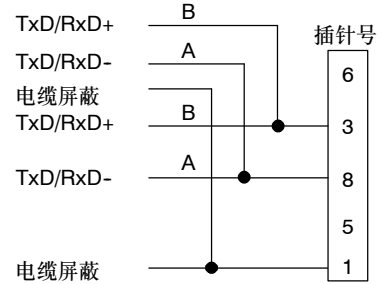 TxD/RxD+ B
插针号
TxD/RxD- A
6
电缆屏蔽
TxD/RxD+ B 3
TxD/RxD- A 8
5
电缆屏蔽 1